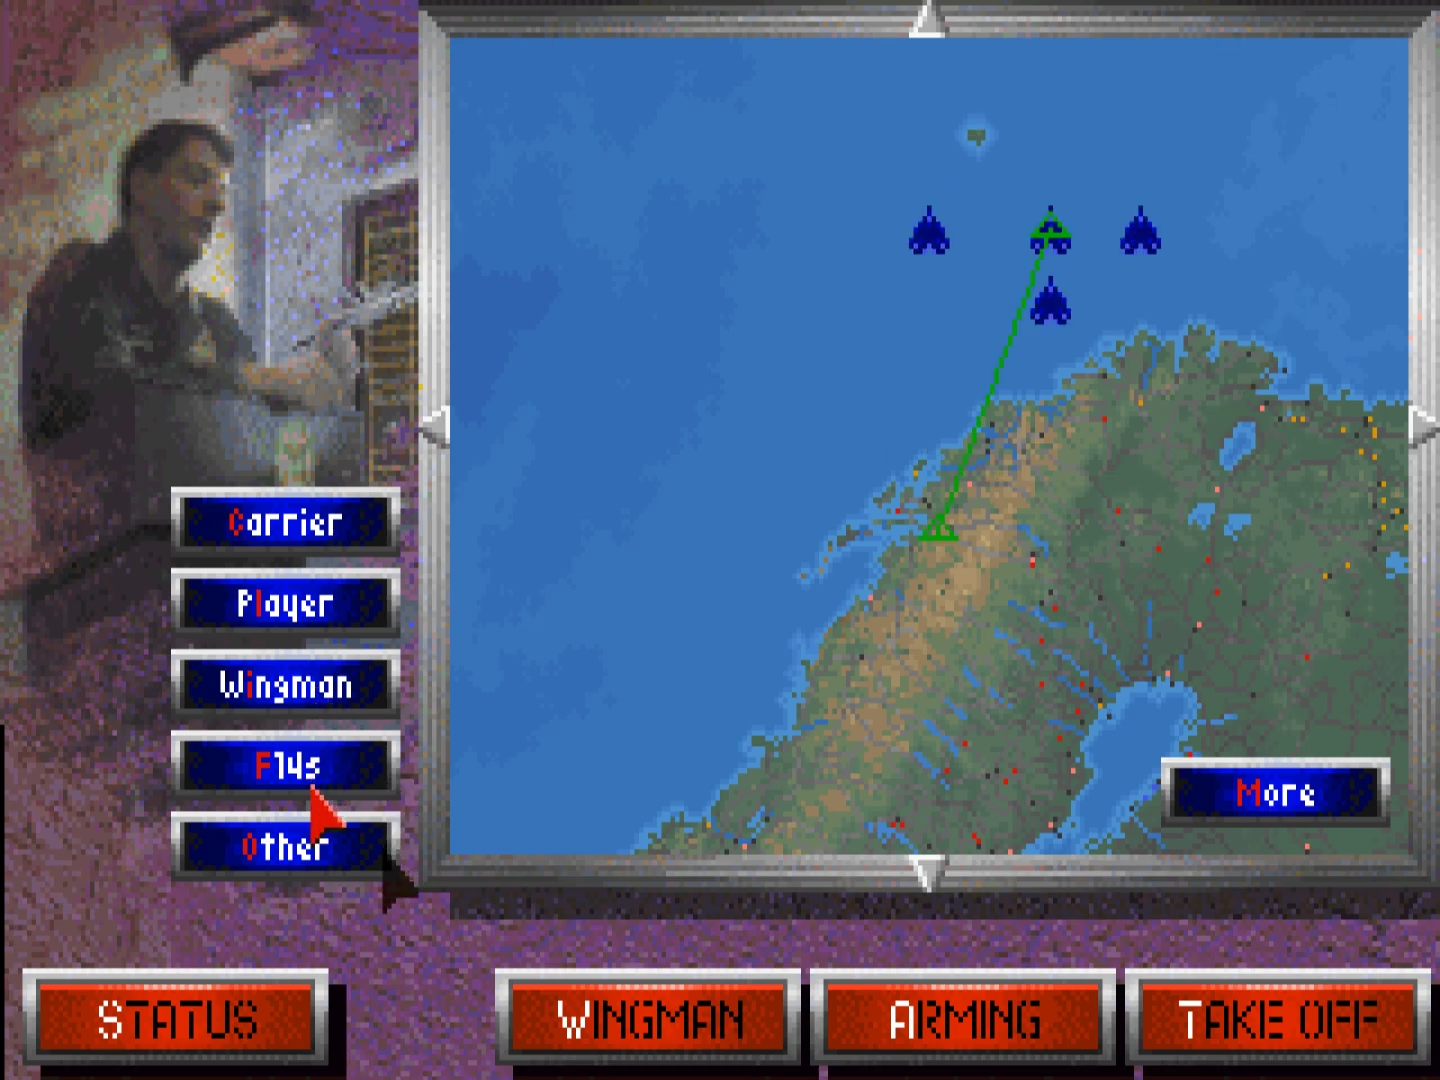 Carrier
Player
Wingman
F14s
Other
More
STATUS
WINGMAN
ARMING
TAKE OFF